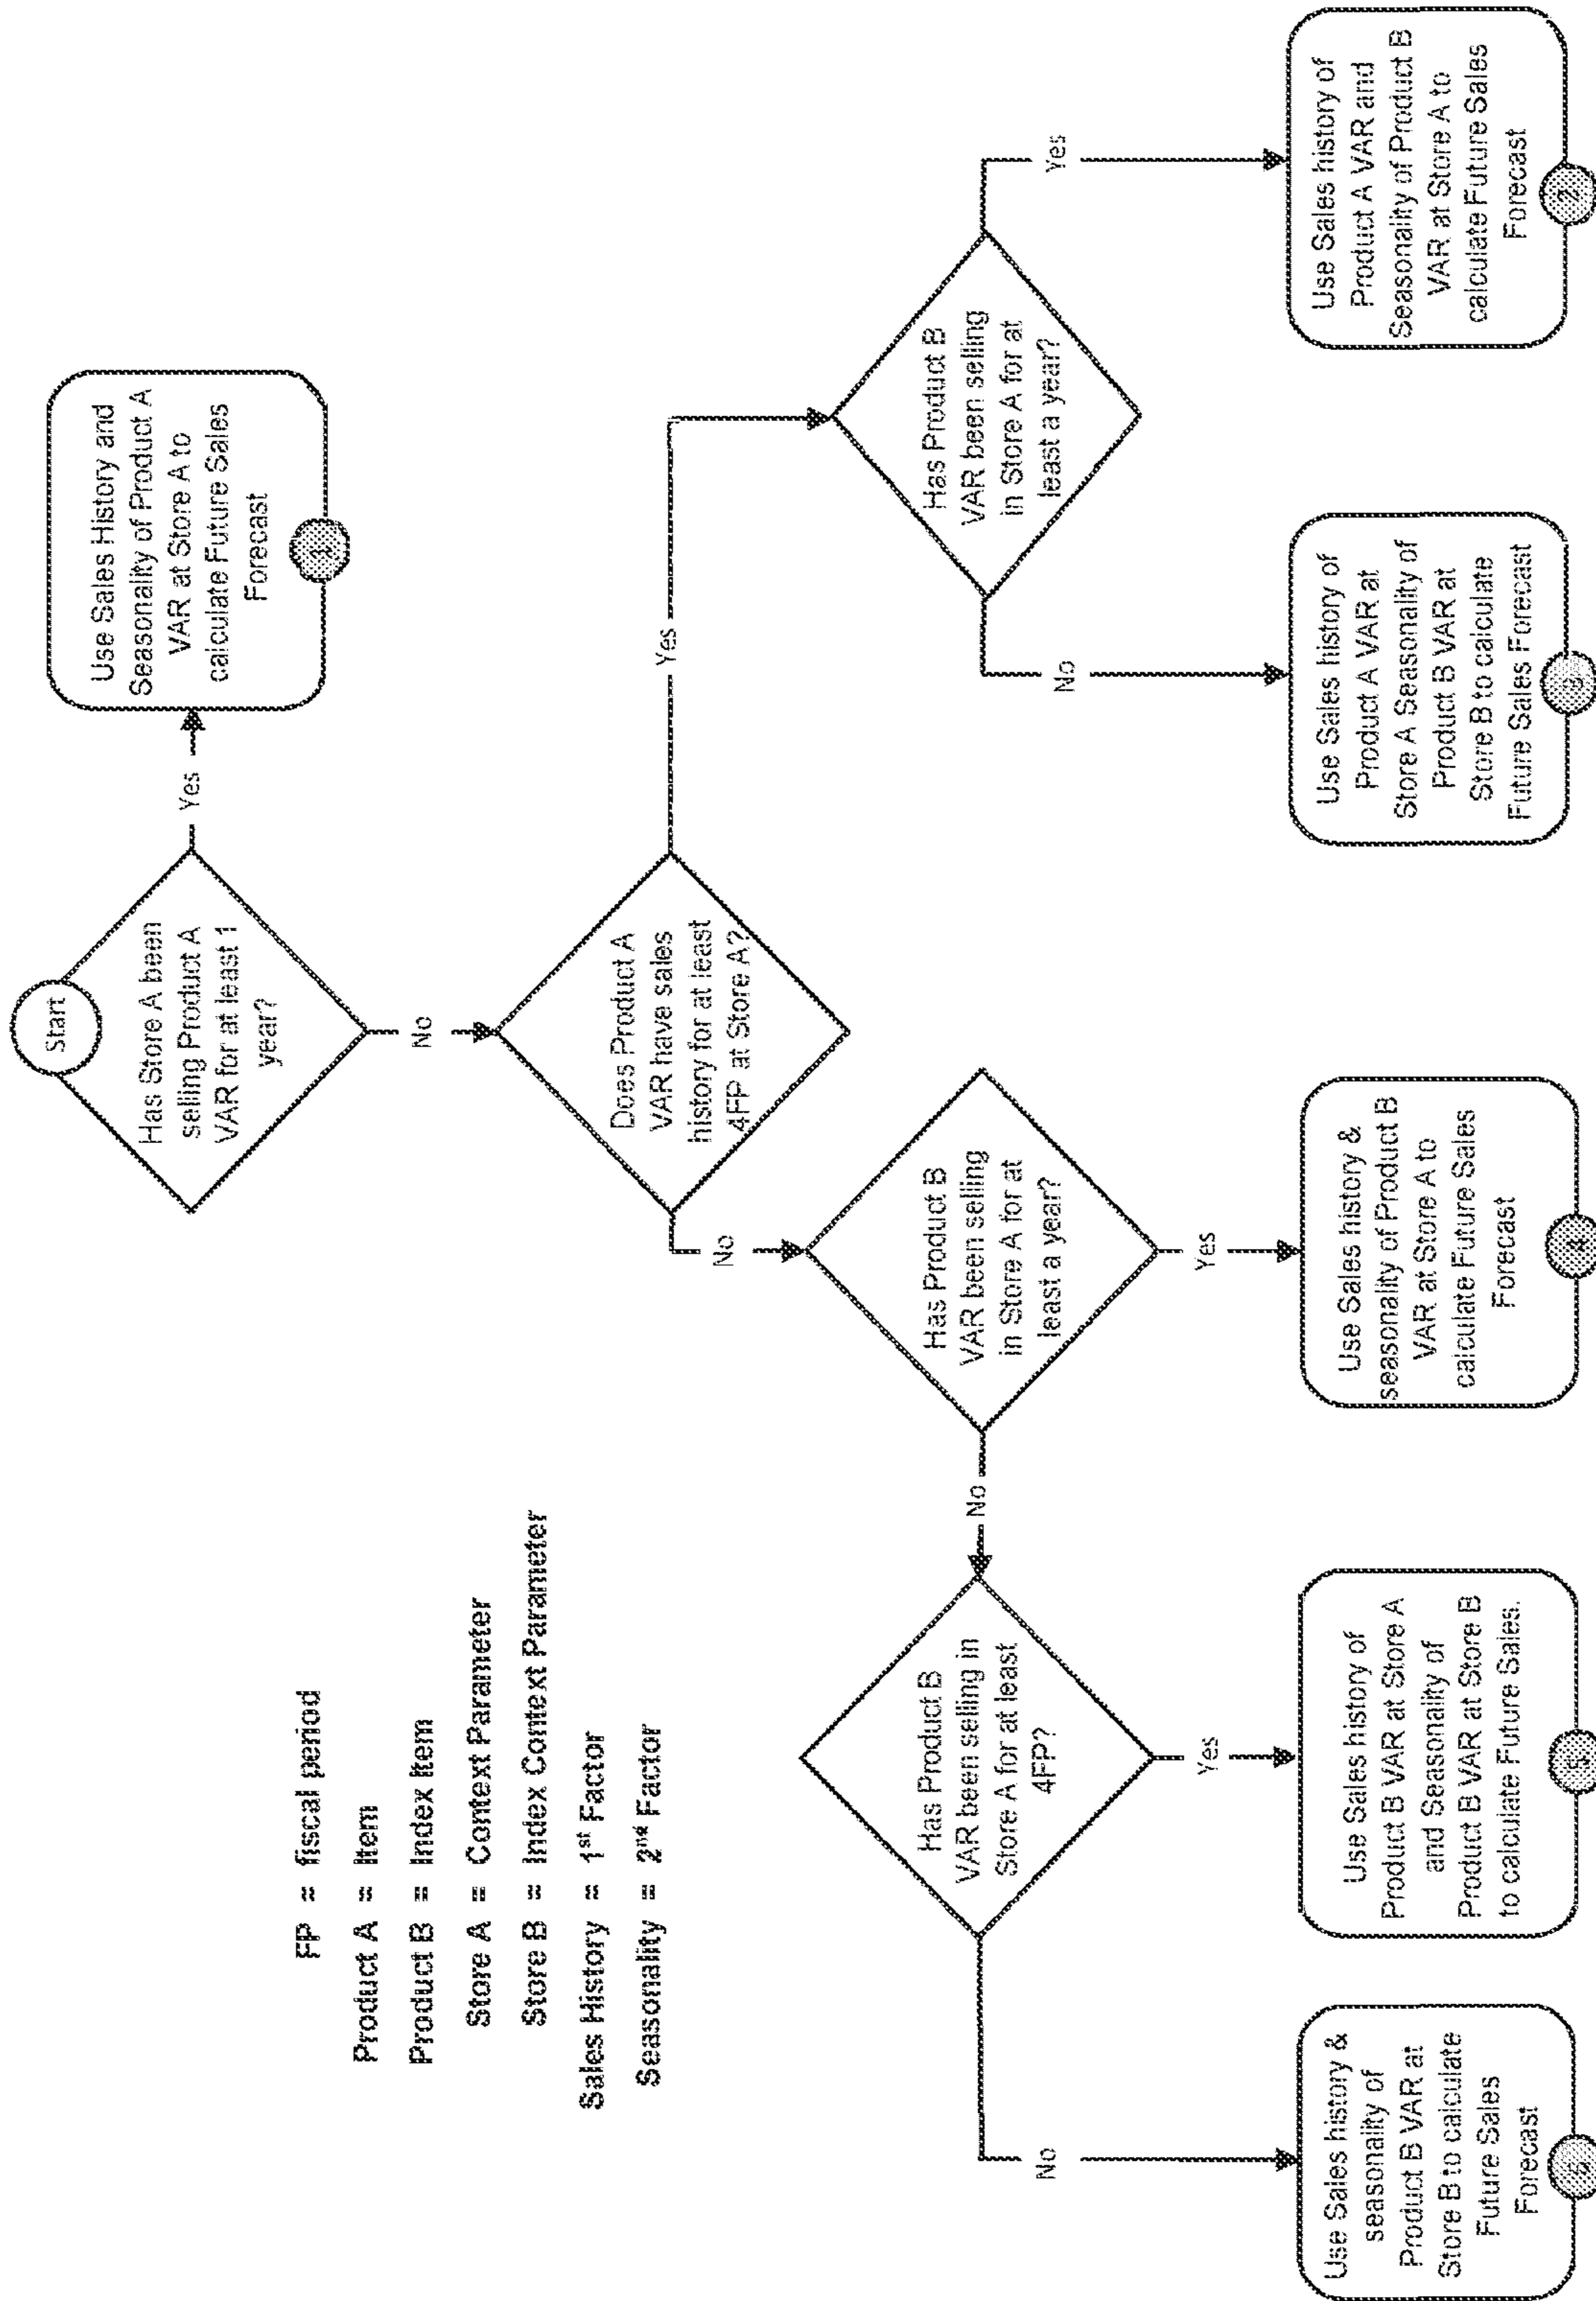 Start
Has Store A been
selling Product A
VAR for at least 1
year?
Yes
Use Sales History and
Seasonality of Product A
VAR at Store A to
calculate Future Sales
Forecast
1
No
FP = fiscal period
Product A = Item
Product B = Index Item
Store A = Context Parameter
Store B = Index Context Parameter
Sales History = 1st Factor
Seasonality = 2nd Factor
Does Product A
VAR have sales
history for at least
4FP at Store A?
Yes
No
Has Product B
VAR been selling
in Store A for at
least a year?
Yes
No
Has Product B
VAR been selling
in Store A for at
least a year?
Yes
No
Has Product B
VAR been selling in
Store A for at least
4FP?
Yes
No
Use Sales history &
seasonality of
Product B VAR at
Store B to calculate
Future Sales
Forecast
6
Use Sales history of
Product B VAR at Store A
and Seasonality of
Product B VAR at Store B
to calculate Future Sales.
5
Use Sales history &
seasonality of Product B
VAR at Store A to
calculate Future Sales
Forecast
4
Use Sales history of
Product A VAR at
Store A Seasonality of
Product B VAR at
Store B to calculate
Future Sales Forecast
3
Use Sales history of
Product A VAR and
Seasonality of Product B
VAR at Store A to
calculate Future Sales
Forecast
2